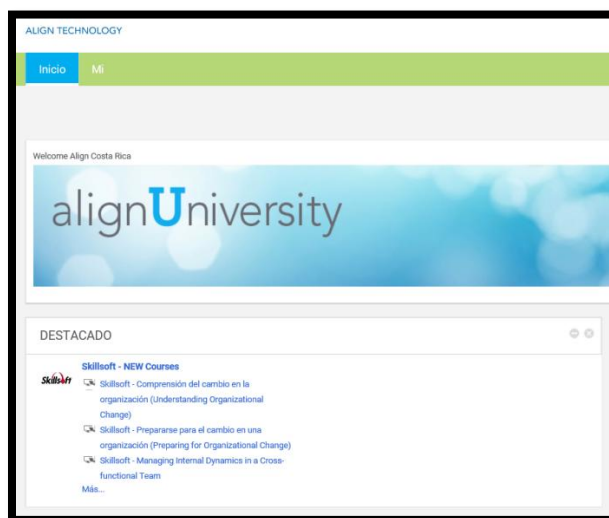 ALIGN TECHNOLOGY
Inicio Mi
Welcome Align Costa Rica
alignUniversity
DESTACADO
Skillsoft - NEW Courses
Skillsoft
Skillsoft - Comprensión del cambio en la
organización (Understanding Organizational
Change)
Skillsoft - Prepararse para el cambio en una
organización (Preparing for Organizational Change)
Skillsoft - Managing Internal Dynamics in a Cross-
functional Team
Más...